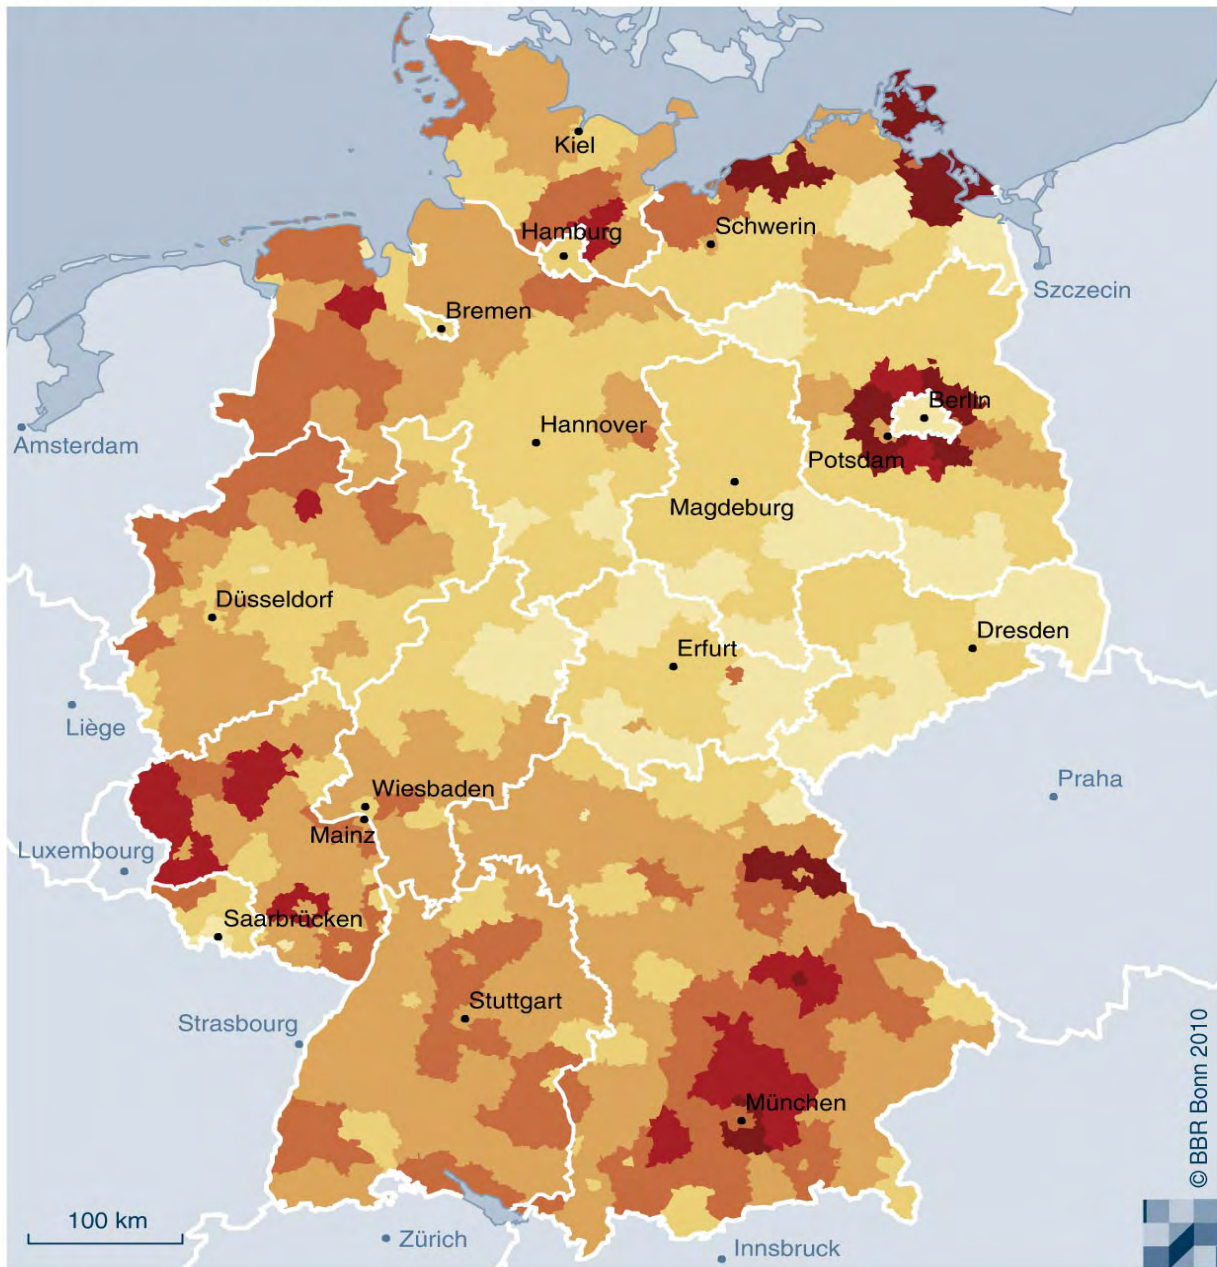 Kiel
Hamburg
Schwerin
Szczecin
Bremen
Berlin
Amsterdam
Hannover
Potsdam
Magdeburg
Düsseldorf
Erfurt
Dresden
Liège
Praha
Wiesbaden
Mainz
Luxembourg
Saarbrücken
Stuttgart
Strasbourg
München
100 km
Zürich
Innsbruck
© BBR Bonn 2010